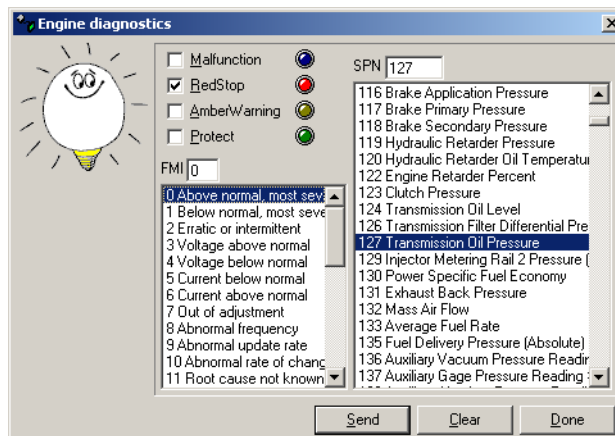 Engine diagnostics
Malfunction
RedStop
AmberWarning
Protect
FMI 0
0 Above normal, most sev
1 Below normal, most seve
2 Erratic or intermittent
3 Voltage above normal
4 Voltage below normal
5 Current below normal
6 Current above normal
7 Out of adjustment
8 Abnormal frequency
9 Abnormal update rate
10 Abnormal rate of chang
11 Root cause not known
SPN 127
116 Brake Application Pressure
117 Brake Primary Pressure
118 Brake Secondary Pressure
119 Hydraulic Retarder Pressure
120 Hydraulic Retarder Oil Temperatu
122 Engine Retarder Percent
123 Clutch Pressure
124 Transmission Oil Level
126 Transmission Filter Differential Pre
127 Transmission Oil Pressure
129 Injector Metering Rail 2 Pressure (
130 Power Specific Fuel Economy
131 Exhaust Back Pressure
132 Mass Air Flow
133 Average Fuel Rate
135 Fuel Delivery Pressure (Absolute)
136 Auxiliary Vacuum Pressure Readin
137 Auxiliary Gage Pressure Reading
Send
Clear
Done